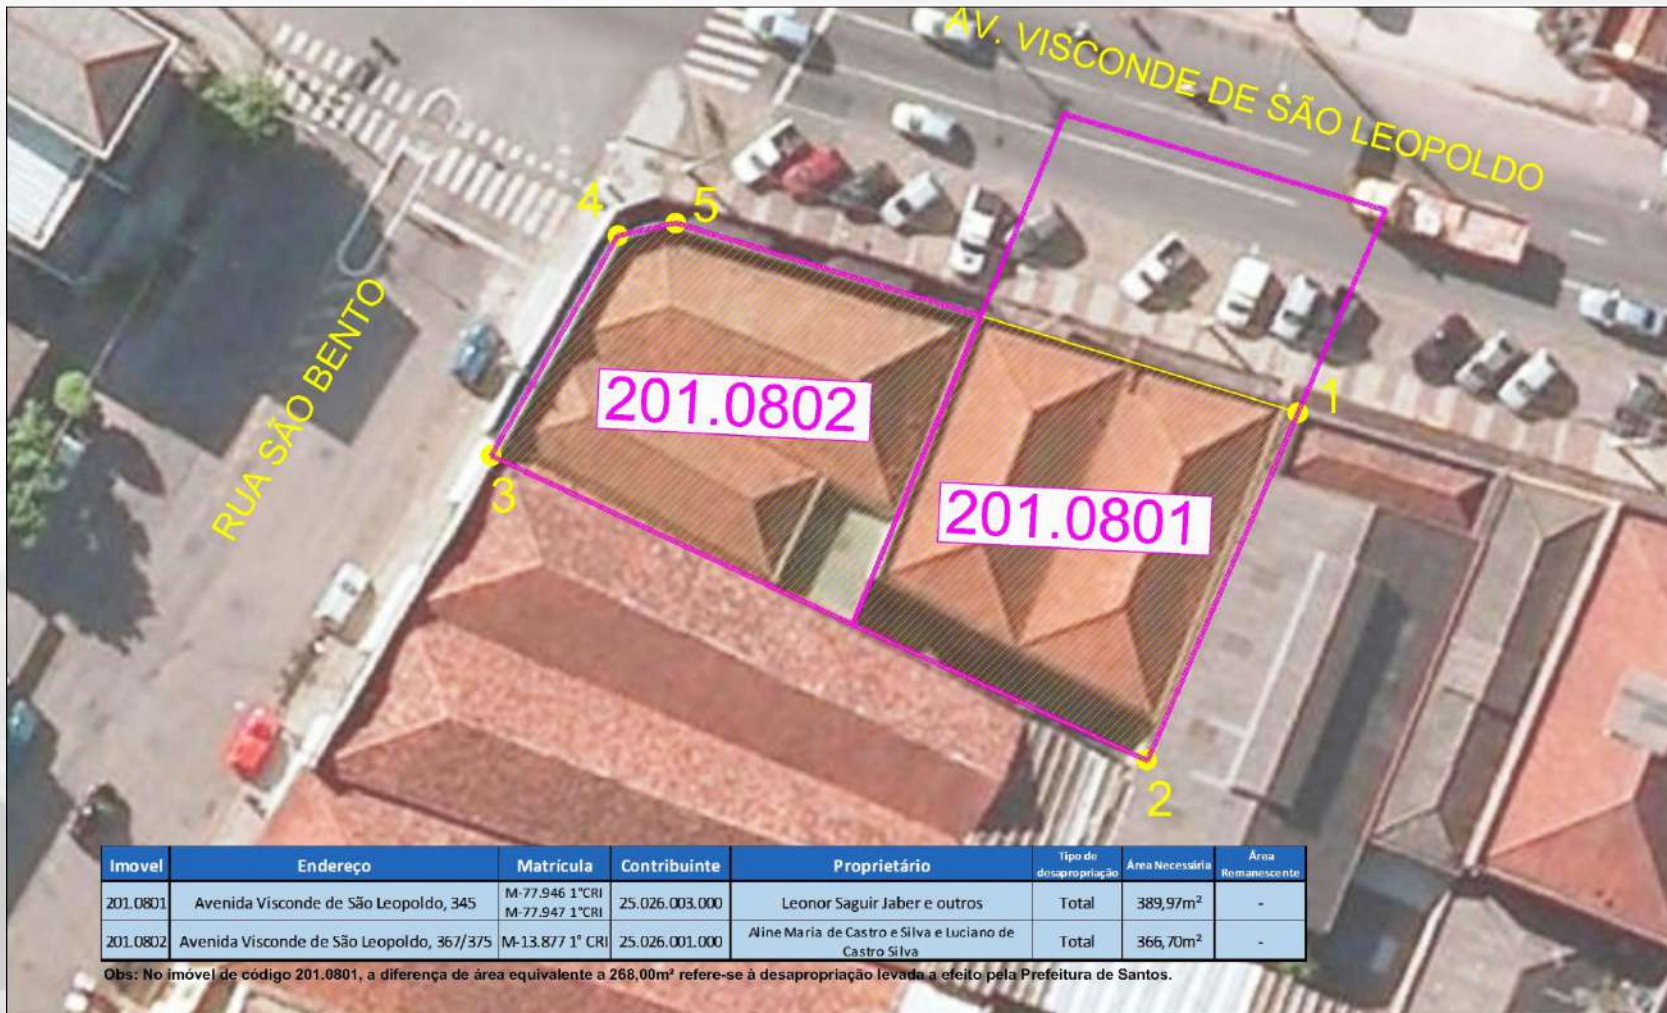 AV. VISCONDE DE SÃO LEOPOLDO
4
5
1
RUA SÃO BENTO
201.0802
3
201.0801
2
Imovel Endereço Matrícula Contribuinte Proprietário Tipo de desapropriação Área Necessária Área Remanescente
201.0801 Avenida Visconde de São Leopoldo, 345 M-77.946 1°CRI M-77.947 1°CRI 25.026.003.000 Leonor Saguir Jaber e outros Total 389,97m² -
201.0802 Avenida Visconde de São Leopoldo, 367/375 M-13.877 1° CRI 25.026.001.000 Aline Maria de Castro e Silva e Luciano de Castro Silva Total 366,70m² -
Obs: No imóvel de código 201.0801, a diferença de área equivalente a 268,00m² refere-se à desapropriação levada a efeito pela Prefeitura de Santos.